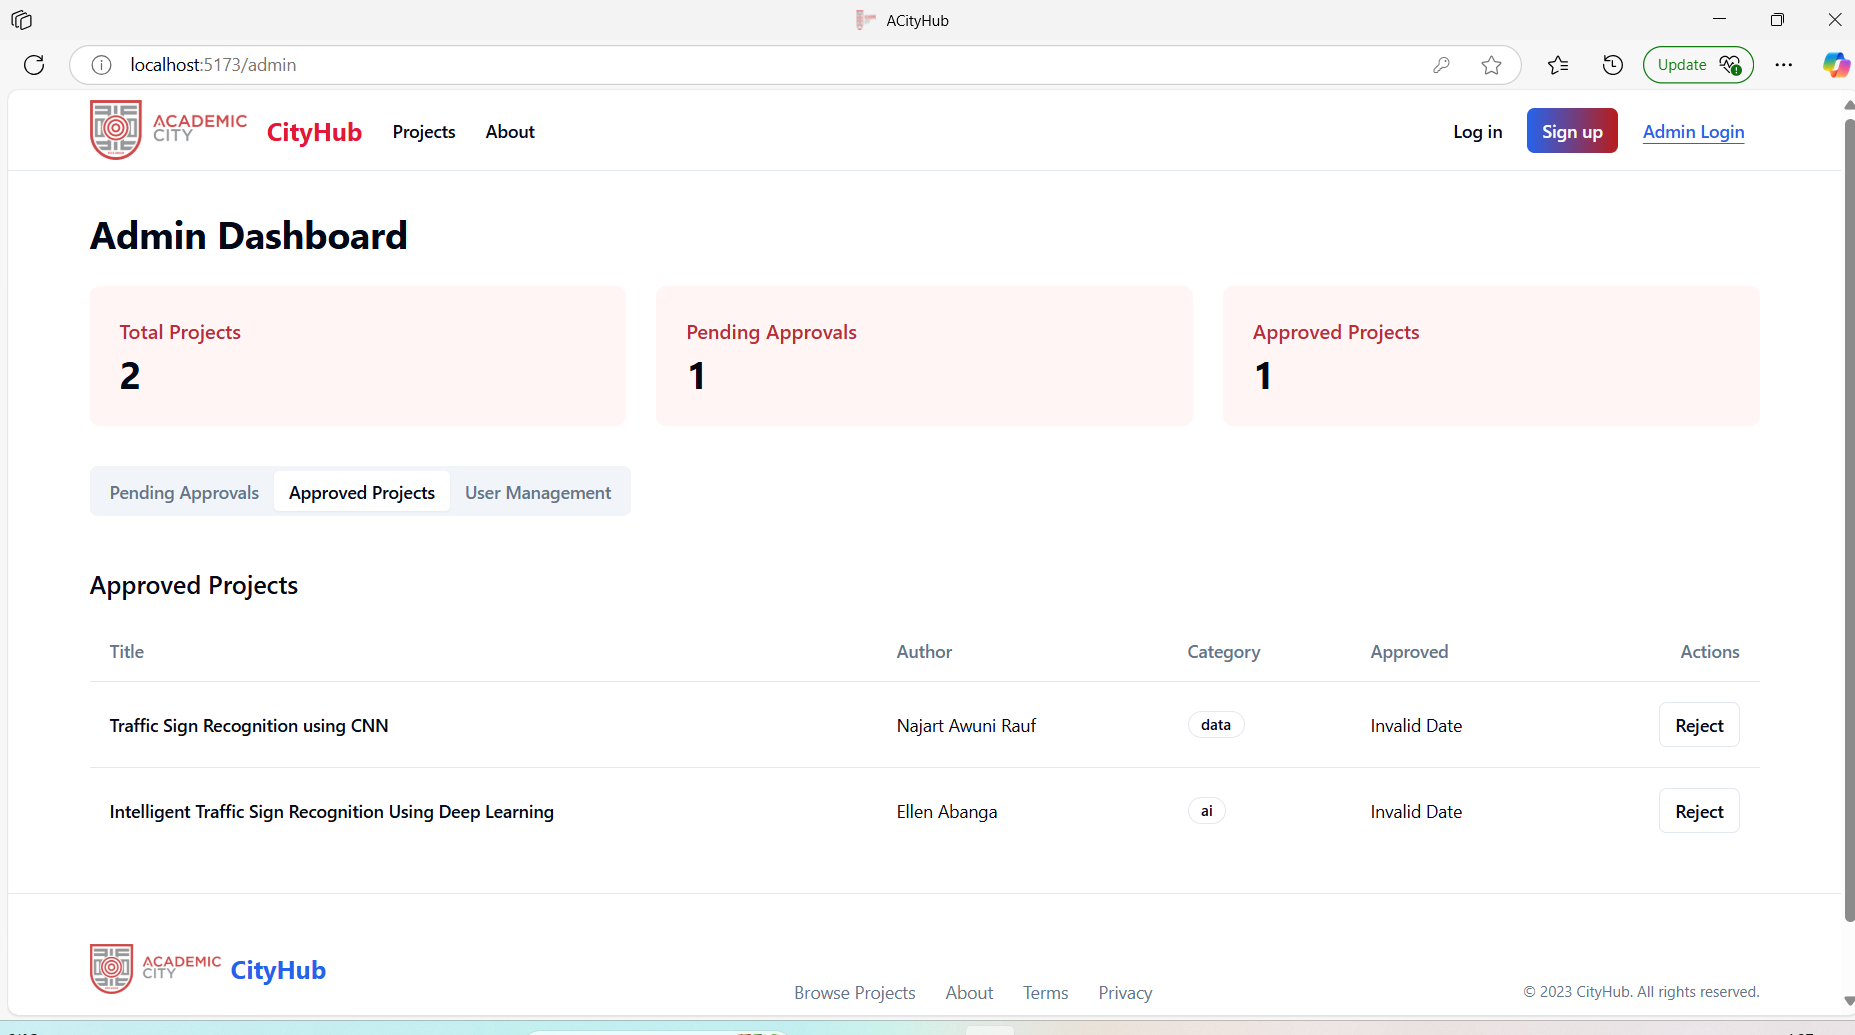 ACityHub
localhost:5173/admin
Update
ACADEMIC
CITY
CityHub
Projects
About
Log in
Sign up
Admin Login
Admin Dashboard
Total Projects
2
Pending Approvals
1
Approved Projects
1
Pending Approvals
Approved Projects
User Management
Approved Projects
Title Author Category Approved Actions
Traffic Sign Recognition using CNN Najart Awuni Rauf data Invalid Date Reject
Intelligent Traffic Sign Recognition Using Deep Learning Ellen Abanga ai Invalid Date Reject
ACADEMIC
CITY
CityHub
Browse Projects About Terms Privacy
© 2023 CityHub. All rights reserved.